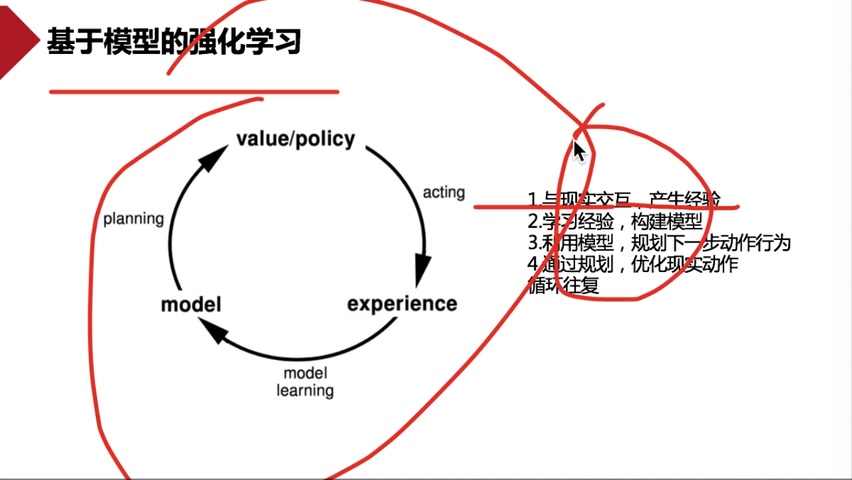 基于模型的强化学习
value/policy
acting
planning
model
experience
model
learning
1.与现实交互，产生经验
2.学习经验，构建模型
3.利用模型，规划下一步动作行为
4.通过规划，优化现实动作
循环往复